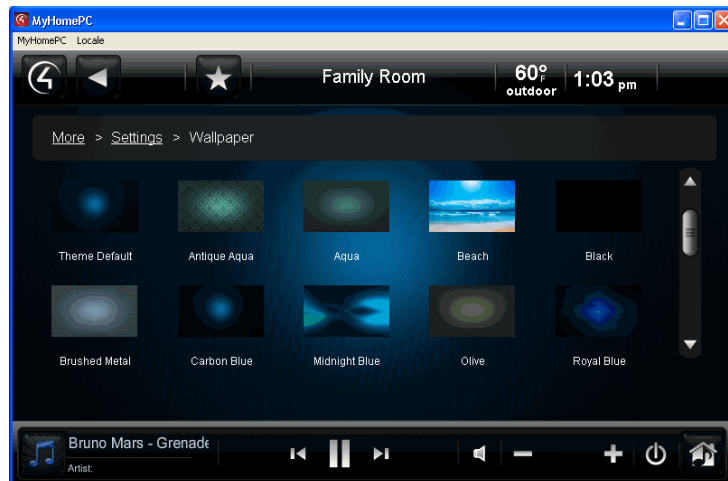 MyHomePC
MyHomePC Locale
Family Room
60°F
outdoor
1:03 pm
More > Settings > Wallpaper
Theme Default
Antique Aqua
Aqua
Beach
Black
Brushed Metal
Carbon Blue
Midnight Blue
Olive
Royal Blue
Bruno Mars - Grenade
Artist: